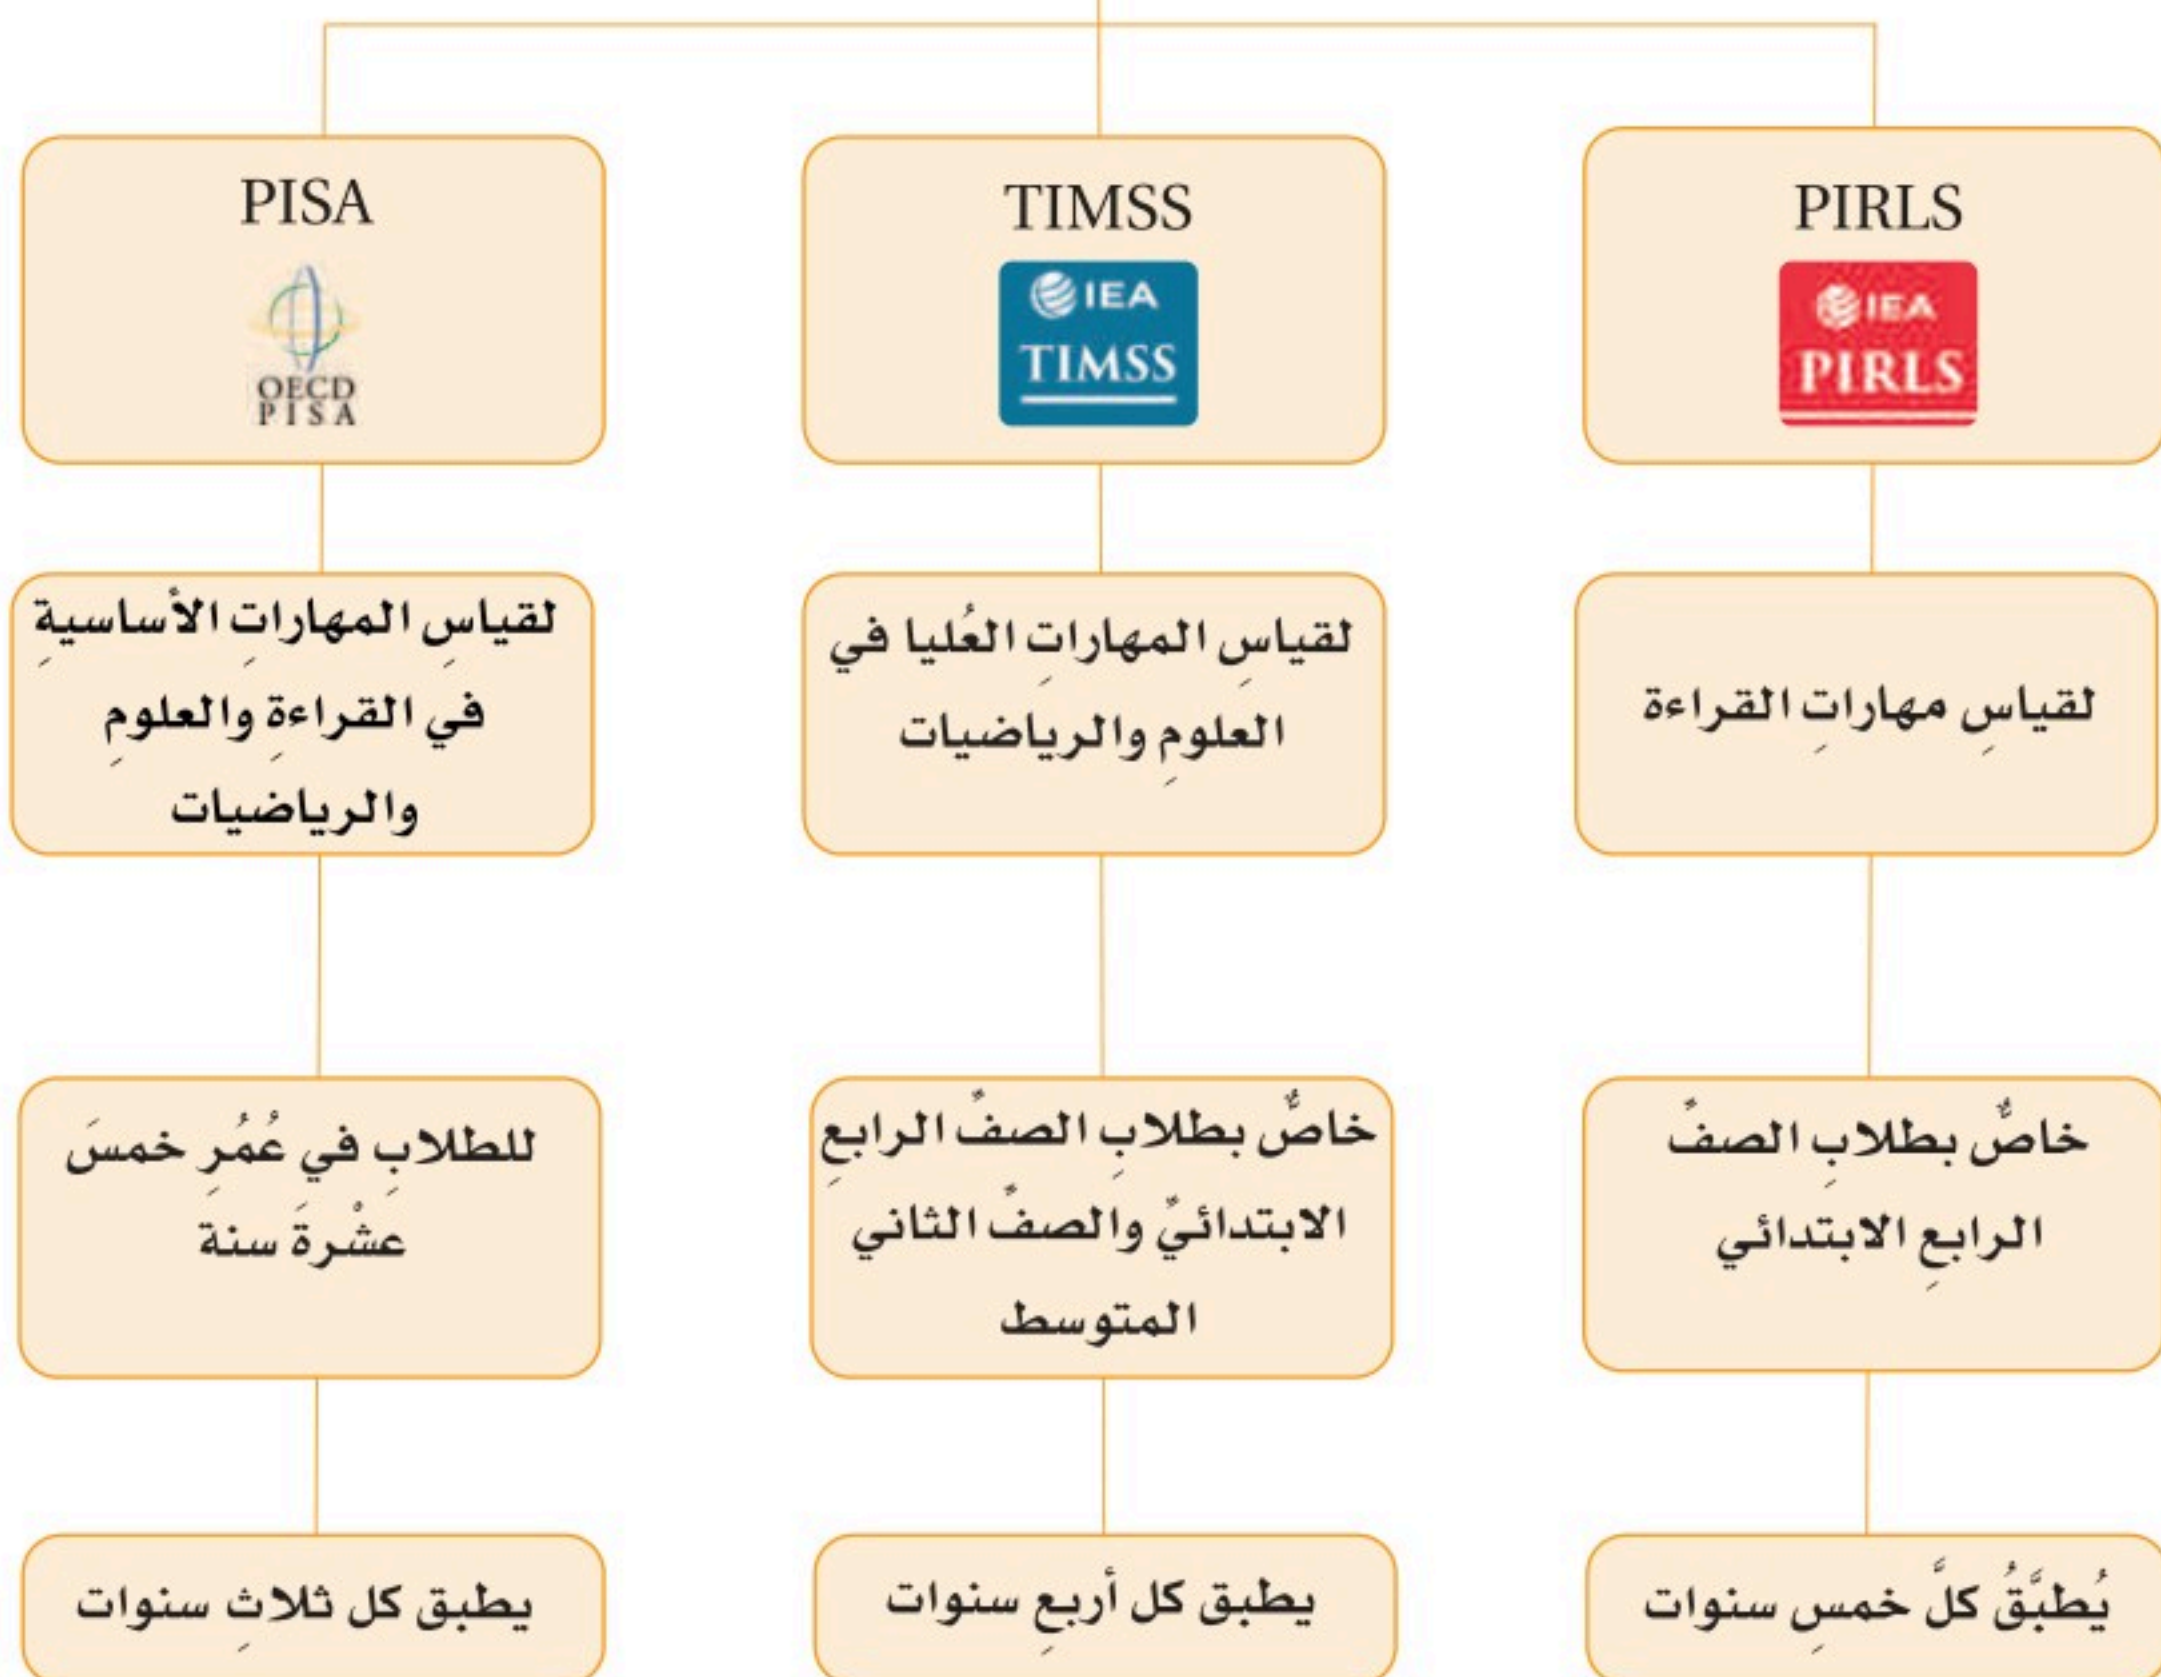 PIRLS
IEA
PIRLS
لقياسِ مهاراتِ القراءة
خاصٌّ بطلابِ الصفِّ
الرابعِ الابتدائي
يُطبَّقُ كلَّ خمسِ سنوات
TIMSS
IEA
TIMSS
لقياسِ المهاراتِ العُليا في
العلومِ والرياضيات
خاصٌّ بطلابِ الصفِّ الرابعِ
الابتدائيِّ والصفِّ الثاني
المتوسط
يطبق كل أربعِ سنوات
PISA
OECD
PISA
لقياسِ المهاراتِ الأساسيةِ
في القراءةِ والعلومِ
والرياضيات
للطلابِ في عُمُرِ خمسَ
عشْرةَ سنة
يطبق كل ثلاثِ سنوات